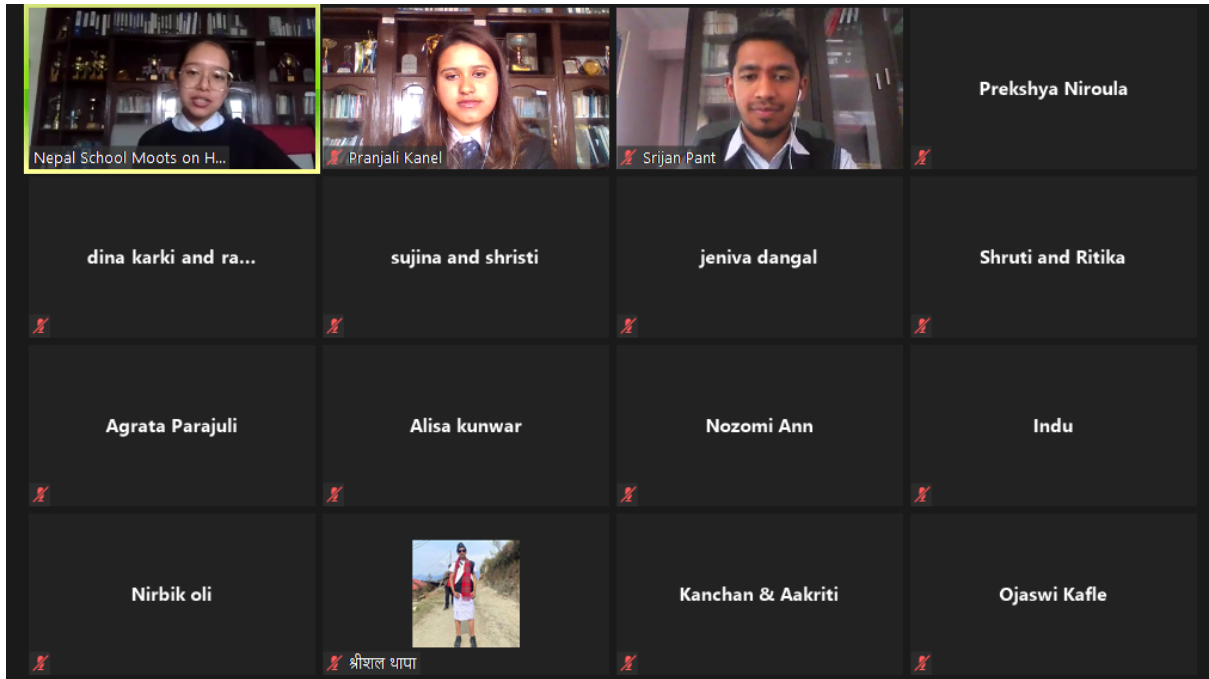 Nepal School Moots on H...
Pranjali Kanel
Srijan Pant
Prekshya Niroula
dina karki and ra...
sujina and shristi
jeniva dangal
Shruti and Ritika
Agrata Parajuli
Alisa kunwar
Nozomi Ann
Indu
Nirbik oli
श्रीशल थापा
Kanchan & Aakriti
Ojaswi Kafle